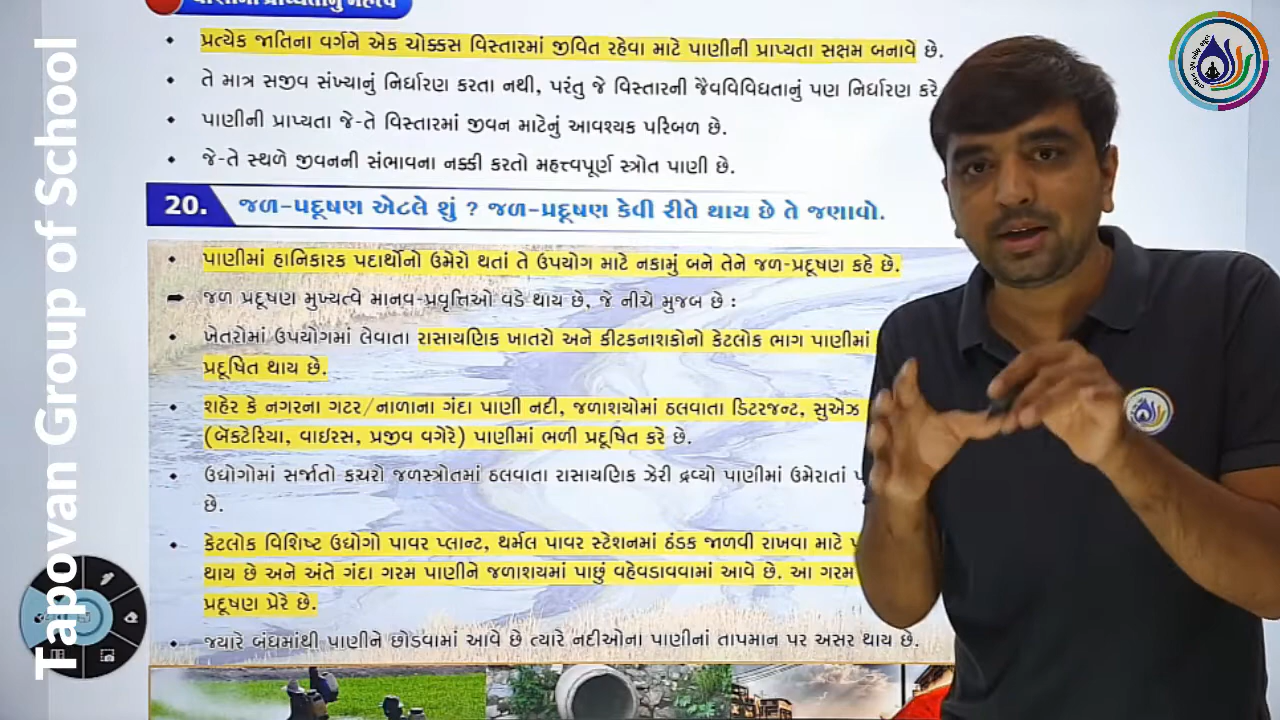 પ્રત્યેક જાતિના વર્ગને એક ચોક્કસ વિસ્તારમાં જીવિત રહેવા માટે પાણીની પ્રાપ્યતા સક્ષમ બનાવે છે.
તે માત્ર સજીવ સંખ્યાનું નિર્ધારણ કરતા નથી, પરંતુ જે વિસ્તારની જૈવવિવિધતાનું પણ નિર્ધારણ કરે
પાણીની પ્રાપ્યતા જે-તે વિસ્તારમાં જીવન માટેનું આવશ્યક પરિબળ છે.
જે-તે સ્થળે જીવનની સંભાવના નક્કી કરતો મહત્ત્વપૂર્ણ સ્ત્રોત પાણી છે.
20. જળ-પદૂષણ એટલે શું ? જળ-પ્રદૂષણ કેવી રીતે થાય છે તે જણાવો.
પાણીમાં હાનિકારક પદાર્થોનો ઉમેરો થતાં તે ઉપયોગ માટે નકામું બને તેને જળ-પ્રદૂષણ કહે છે.
જળ પ્રદૂષણ મુખ્યત્વે માનવ-પ્રવૃત્તિઓ વડે થાય છે, જે નીચે મુજબ છે :
ખેતરોમાં ઉપયોગમાં લેવાતા રાસાયણિક ખાતરો અને કીટકનાશકોનો કેટલોક ભાગ પાણીમાં
પ્રદૂષિત થાય છે.
શહેર કે નગરના ગટર/નાળાના ગંદા પાણી નદી, જળાશયોમાં ઠલવાતા ડિટરજન્ટ, સુએઝ
(બૅક્ટેરિયા, વાઈરસ, પ્રજીવ વગેરે) પાણીમાં ભળી પ્રદૂષિત કરે છે.
ઉદ્યોગોમાં સર્જાતો કચરો જળસ્ત્રોતમાં ઠલવાતા રાસાયણિક ઝેરી દ્રવ્યો પાણીમાં ઉમેરાતાં
છે.
કેટલોક વિશિષ્ટ ઉદ્યોગો પાવર પ્લાન્ટ, થર્મલ પાવર સ્ટેશનમાં ઠંડક જાળવી રાખવા માટે
થાય છે અને અંતે ગંદા ગરમ પાણીને જળાશયમાં પાછું વહેવડાવવામાં આવે છે. આ ગરમ
પ્રદૂષણ પ્રેરે છે.
જ્યારે બંધમાંથી પાણીને છોડવામાં આવે છે ત્યારે નદીઓના પાણીનાં તાપમાન પર અસર થાય છે.
Tapovan Group of School